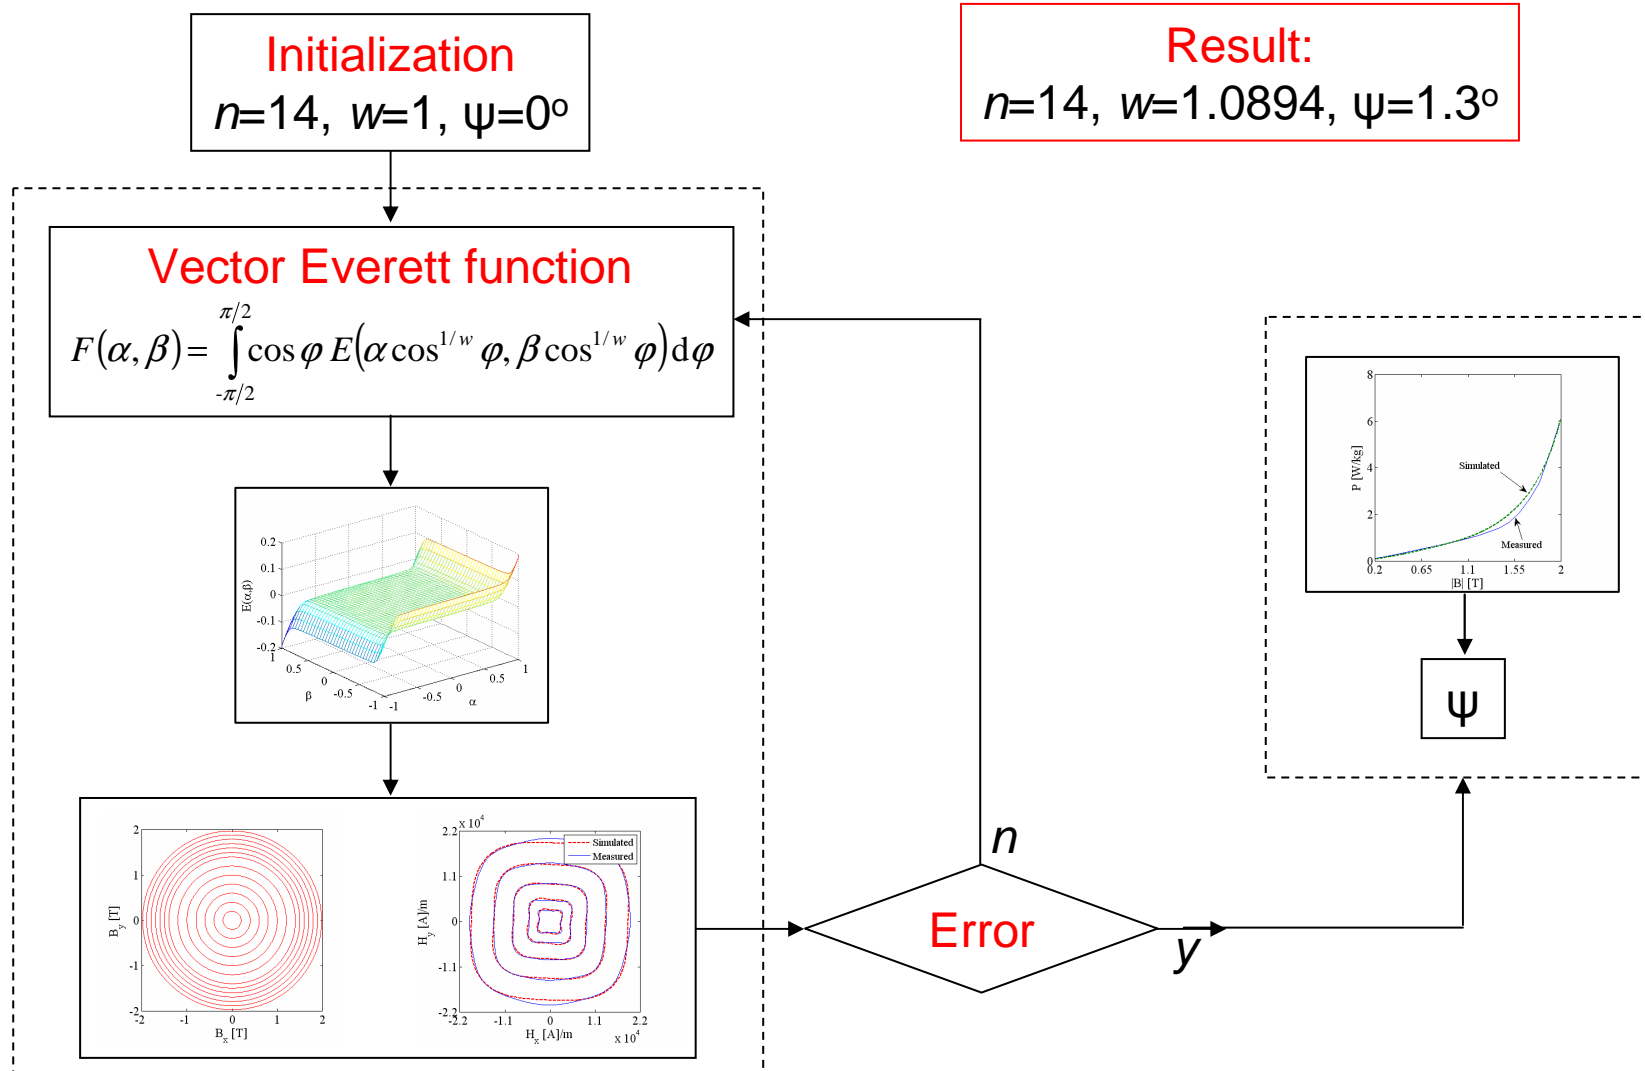 Initialization
n=14, w=1, ψ=0º
Result:
n=14, w=1.0894, ψ=1.3º
Vector Everett function
F(α, β) = ∫_{-π/2}^{π/2} cos φ E(α cos^{1/w} φ, β cos^{1/w} φ) dφ
E(α,β)
0.2
0.1
0
-0.1
-0.2
1
0.5
0
-0.5
-1
β
-1
-0.5
0
0.5
1
α
B_y [T]
2
1
0
-1
-2
-2
-1
0
1
2
B_x [T]
x 10^4
H_y [A]/m
2.2
1.1
0
-1.1
-2.2
Simulated
Measured
-2.2
-1.1
0
1.1
2.2
H_x [A]/m
x 10^4
Error
n
y
P [W/kg]
8
6
4
2
0
Simulated
Measured
0.2
0.65
1.1
1.55
2
|B| [T]
ψ